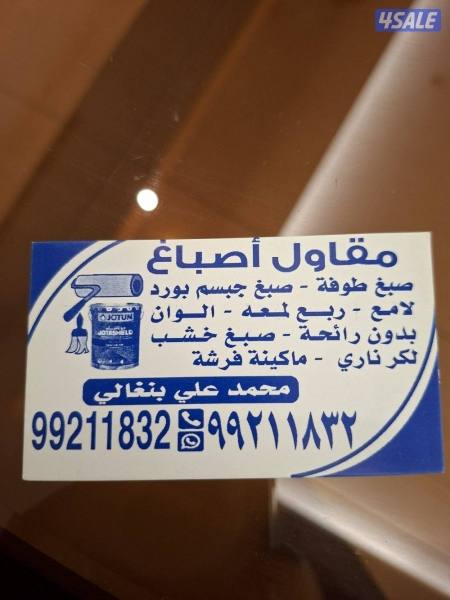 4SALE
مقاول أصباغ
صبغ طوفة - صبغ جبسم بورد
لامع - ربع لمعه - الوان
بدون رائحة - صبغ خشب
لكر ناري - ماكينة فرشة
JOTUN
JOTASHIELD
محمد علي بنغالي
99211832 ٩٩٢١١٨٣٢